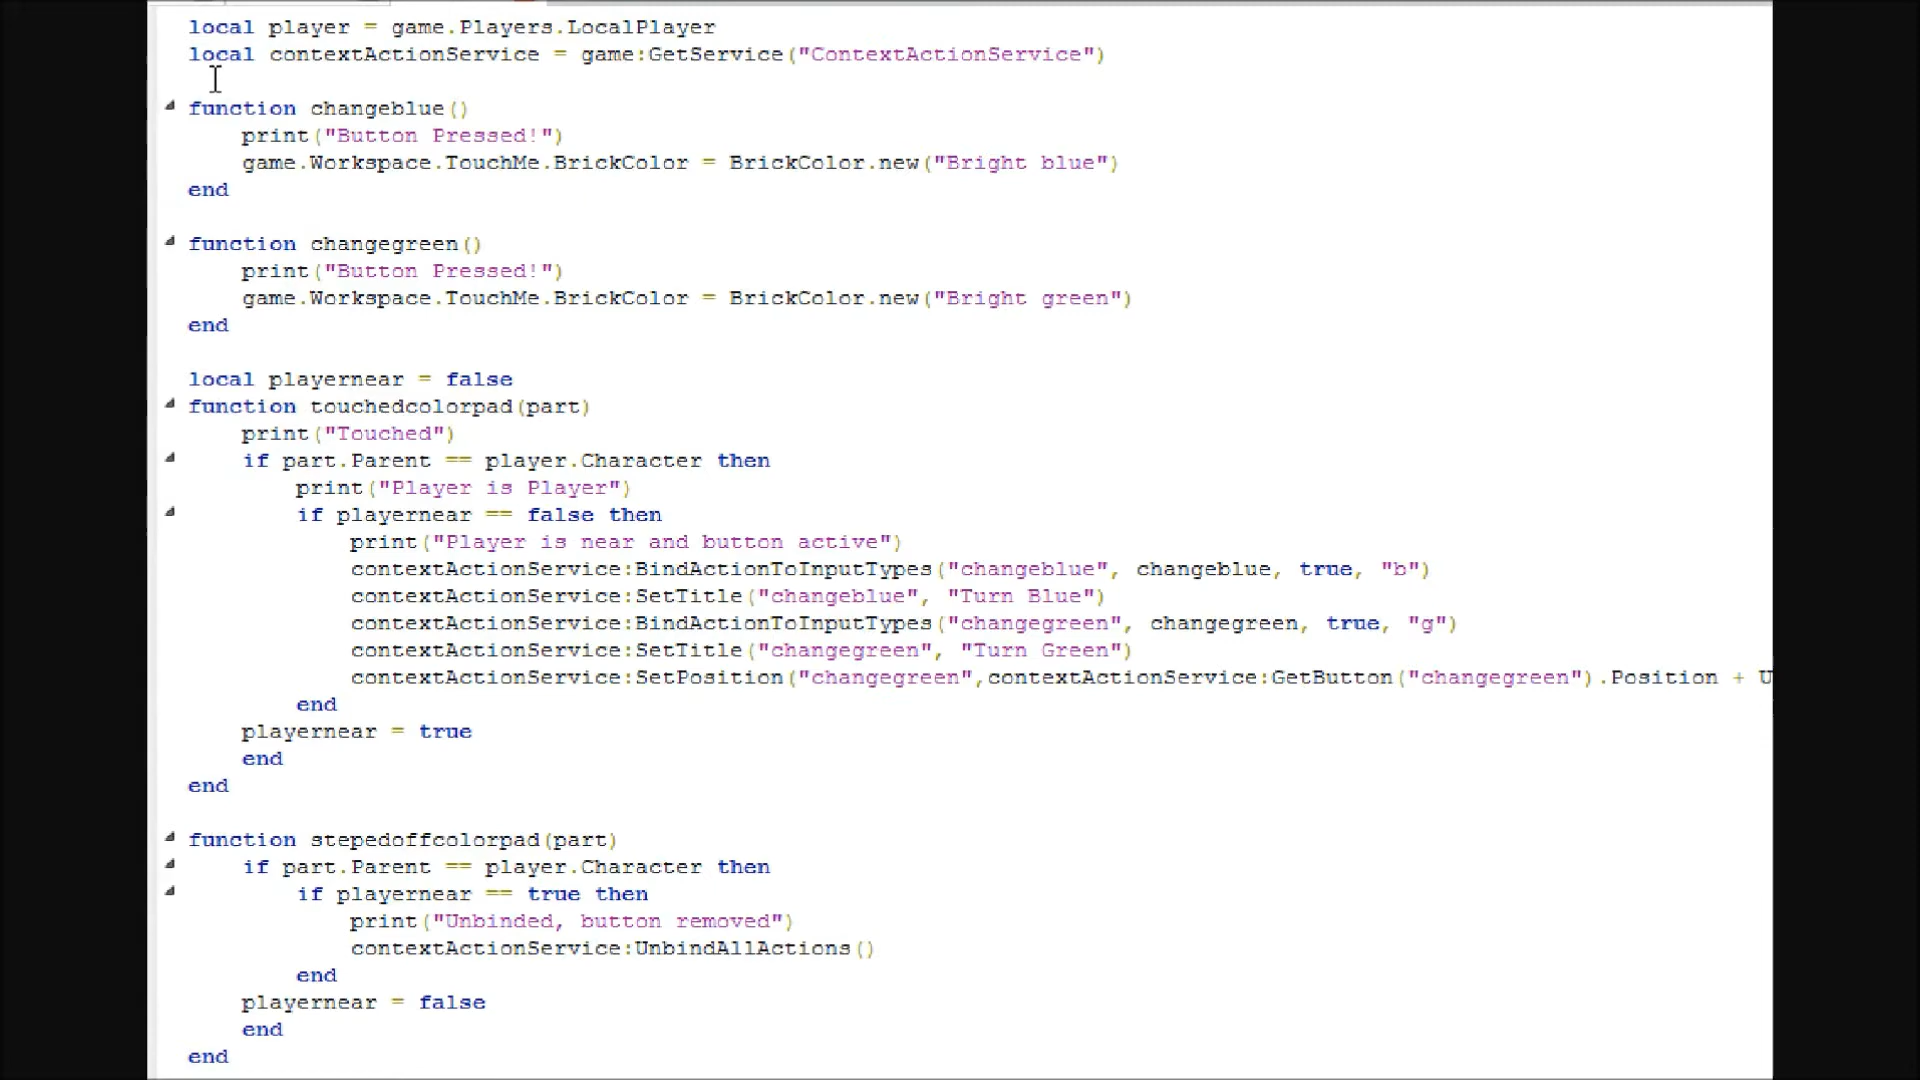 local player = game.Players.LocalPlayer
local contextActionService = game:GetService("ContextActionService")
function changeblue()
print("Button Pressed!")
game.Workspace.TouchMe.BrickColor = BrickColor.new("Bright blue")
end
function changegreen()
print("Button Pressed!")
game.Workspace.TouchMe.BrickColor = BrickColor.new("Bright green")
end
local playernear = false
function touchedcolorpad(part)
print("Touched")
if part.Parent == player.Character then
print("Player is Player")
if playernear == false then
print("Player is near and button active")
contextActionService:BindActionToInputTypes("changeblue", changeblue, true, "b")
contextActionService:SetTitle("changeblue", "Turn Blue")
contextActionService:BindActionToInputTypes("changegreen", changegreen, true, "g")
contextActionService:SetTitle("changegreen", "Turn Green")
contextActionService:SetPosition("changegreen",contextActionService:GetButton("changegreen").Position + U
end
playernear = true
end
end
function stepedoffcolorpad(part)
if part.Parent == player.Character then
if playernear == true then
print("Unbinded, button removed")
contextActionService:UnbindAllActions()
end
playernear = false
end
end